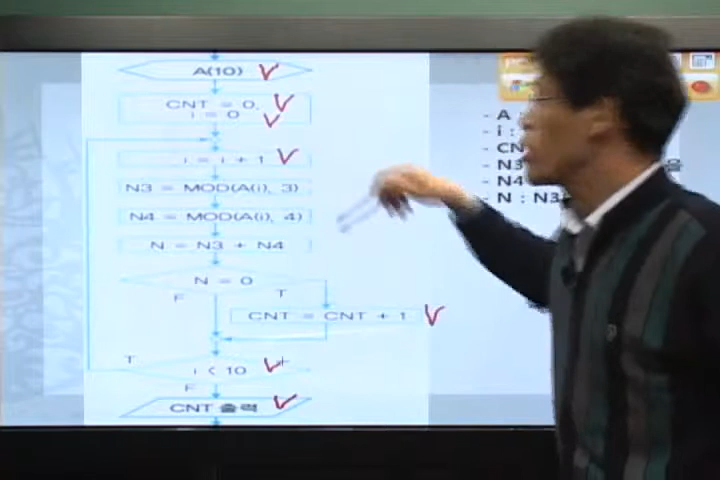 A(10)
CNT = 0,
i = 0
i = i + 1
N3 = MOD(A(i), 3)
N4 = MOD(A(i), 4)
N = N3 + N4
N = 0
F
T
CNT = CNT + 1
T
i < 10
F
CNT 출력
- A
- i :
- CN
- N3
- N4
- N : N3